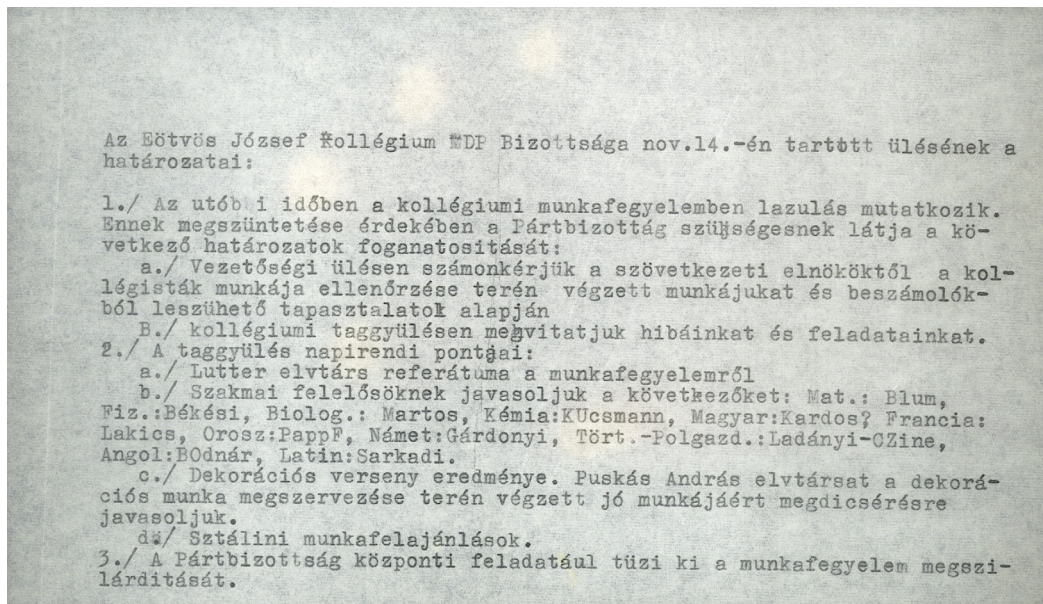 Az Eötvös József Kollégium MDP Bizottsága nov.14.-én tartott ülésének a
határozatai:
1./ Az utóbbi időben a kollégiumi munkafegyelemben lazulás mutatkozik.
Ennek megszüntetése érdekében a Pártbizottág szükségesnek látja a kö-
vetkező határozatok foganatositását:
a./ Vezetőségi ülésen számonkérjük a szövetkezeti elnököktől a kol-
légisták munkája ellenőrzése terén végzett munkájukat és beszámolók-
ból leszühető tapasztalatok alapján
B./ kollégiumi taggyülésen megvitatjuk hibáinkat és feladatainkat.
2./ A taggyülés napirendi pontjai:
a./ Lutter elvtárs referátuma a munkafegyelemről
b./ Szakmai felelősöknek javasoljuk a következőket: Mat.: Blum,
Fiz.:Békési, Biolog.: Martos, Kémia:KUcsmann, Magyar:Kardos? Francia:
Lakics, Orosz:PappF, Német:Gárdonyi, Tört.-Polgazd.:Ladányi-CZine,
Angol:BOdnár, Latin:Sarkadi.
c./ Dekorációs verseny eredménye. Puskás András elvtársat a dekorá-
ciós munka megszervezése terén végzett jó munkájáért megdicsérésre
javasoljuk.
d./ Sztálini munkafelajánlások.
3./ A Pártbizottság központi feladatául tüzi ki a munkafegyelem megszi-
lárditását.